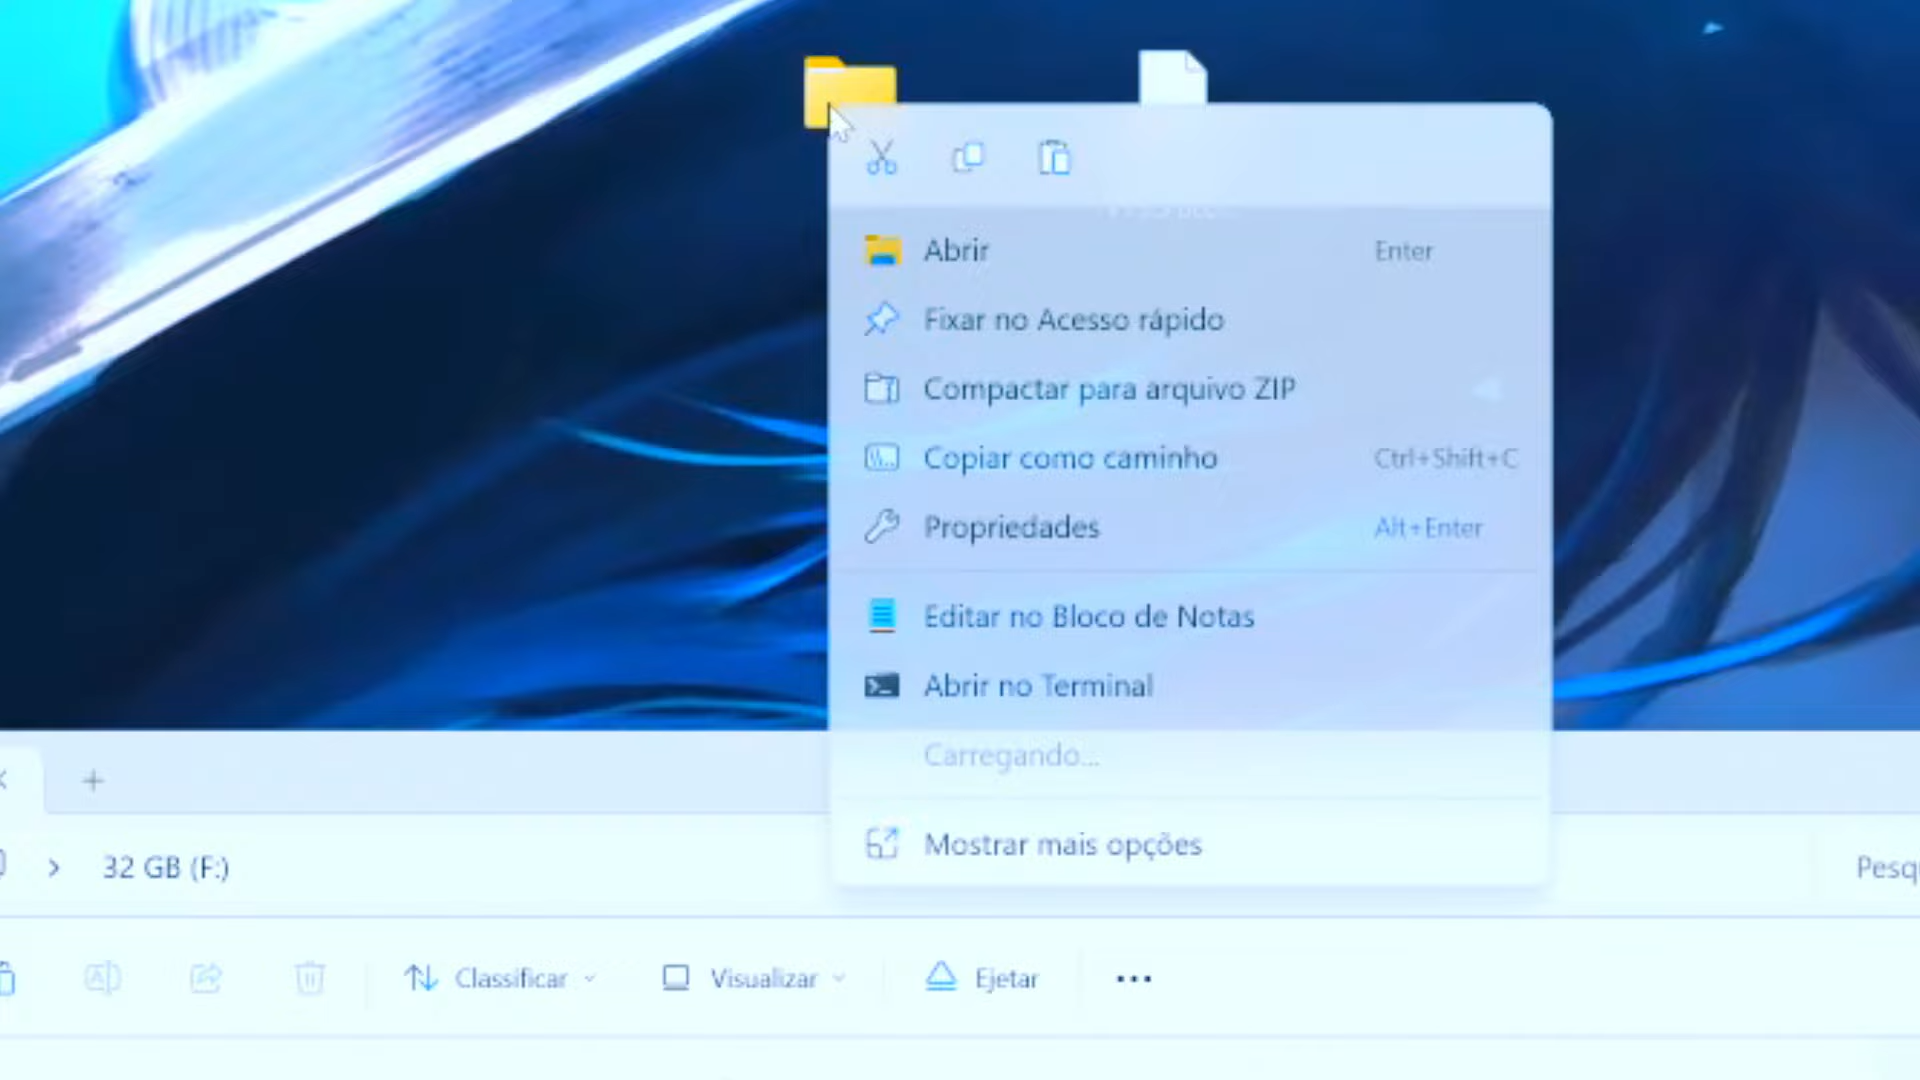 Abrir Enter
Fixar no Acesso rápido
Compactar para arquivo ZIP
Copiar como caminho Ctrl+Shift+C
Propriedades Alt+Enter
Editar no Bloco de Notas
Abrir no Terminal
Carregando...
Mostrar mais opções
32 GB (F:)
Pesqu
Classificar
Visualizar
Ejetar